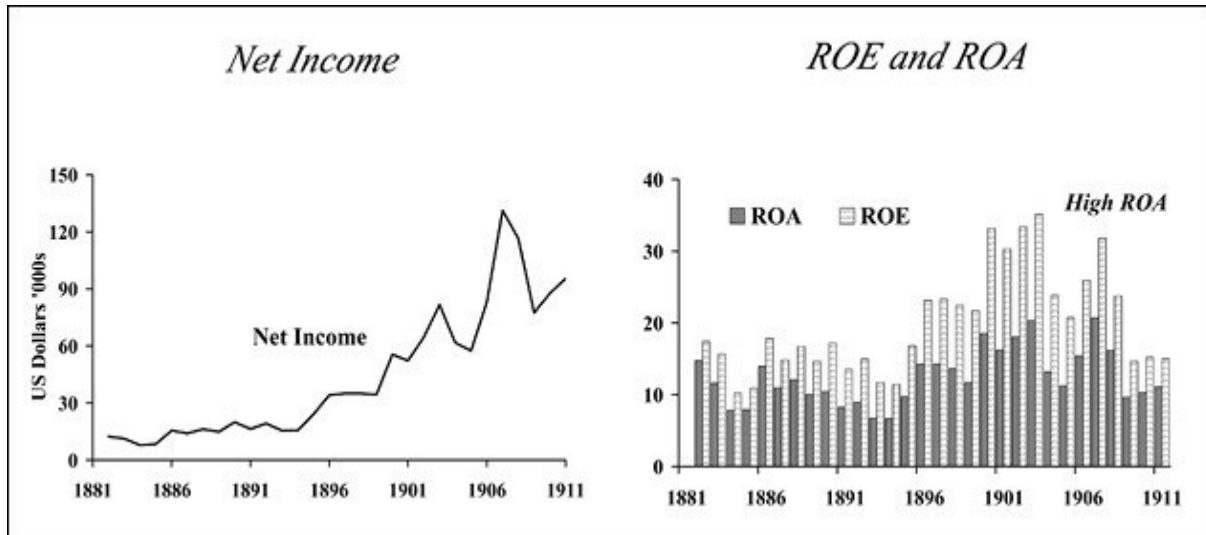 Net Income
150
120
90
60
30
0
US Dollars '000s
Net Income
1881 1886 1891 1896 1901 1906 1911
ROE and ROA
40
30
20
10
0
ROA ROE
High ROA
1881 1886 1891 1896 1901 1906 1911